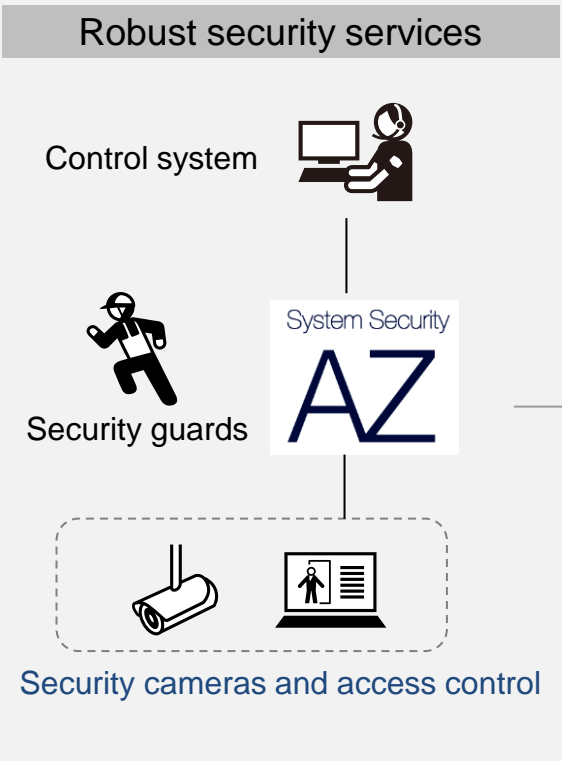 Robust security services
Control system
System Security
AZ
Security guards
Security cameras and access control